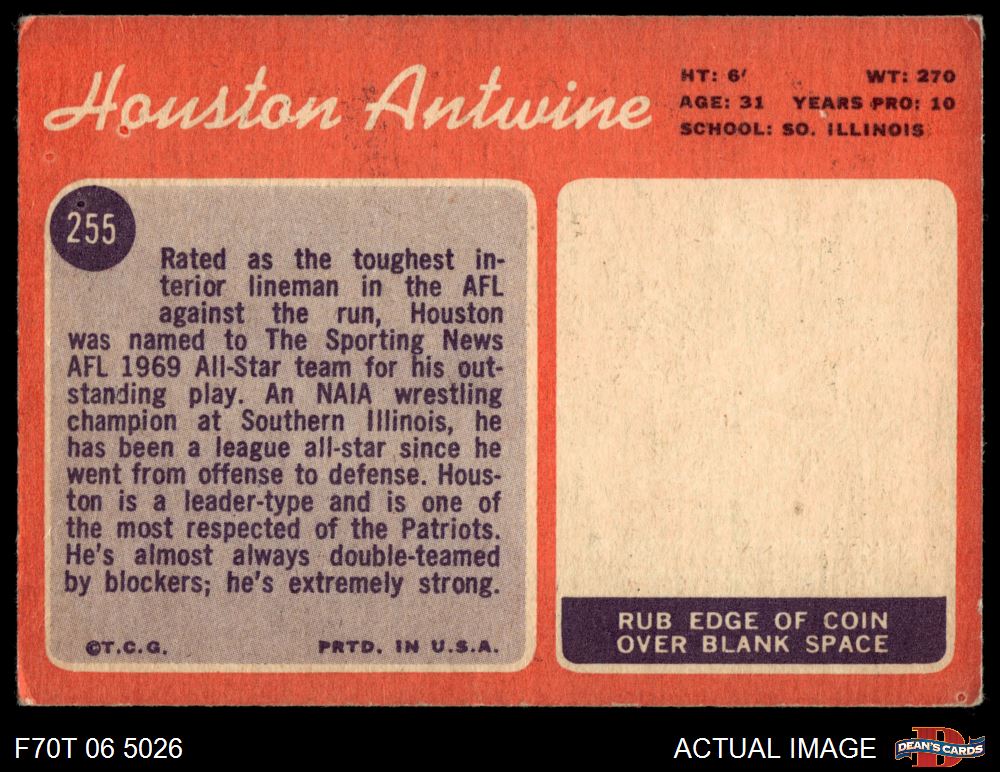 Houston Antwine
HT: 6' WT: 270
AGE: 31 YEARS PRO: 10
SCHOOL: SO. ILLINOIS
255
Rated as the toughest in-
terior lineman in the AFL
against the run, Houston
was named to The Sporting News
AFL 1969 All-Star team for his out-
standing play. An NAIA wrestling
champion at Southern Illinois, he
has been a league all-star since he
went from offense to defense. Hous-
ton is a leader-type and is one of
the most respected of the Patriots.
He's almost always double-teamed
by blockers; he's extremely strong.
©T.C.G. PRTD. IN U.S.A.
RUB EDGE OF COIN
OVER BLANK SPACE
F70T 06 5026
ACTUAL IMAGE
D
DEAN'S CARDS